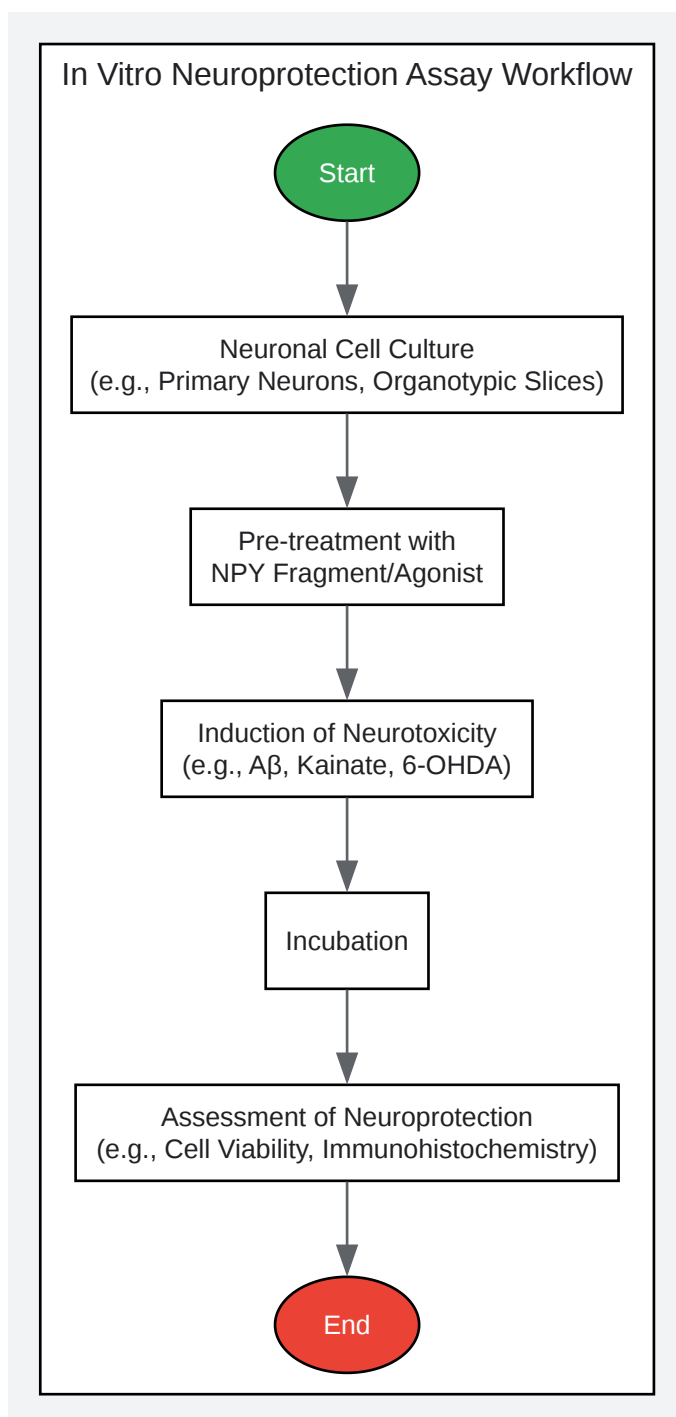 In Vitro Neuroprotection Assay Workflow
Start
Neuronal Cell Culture
(e.g., Primary Neurons, Organotypic Slices)
Pre-treatment with
NPY Fragment/Agonist
Induction of Neurotoxicity
(e.g., Aβ, Kainate, 6-OHDA)
Incubation
Assessment of Neuroprotection
(e.g., Cell Viability, Immunohistochemistry)
End